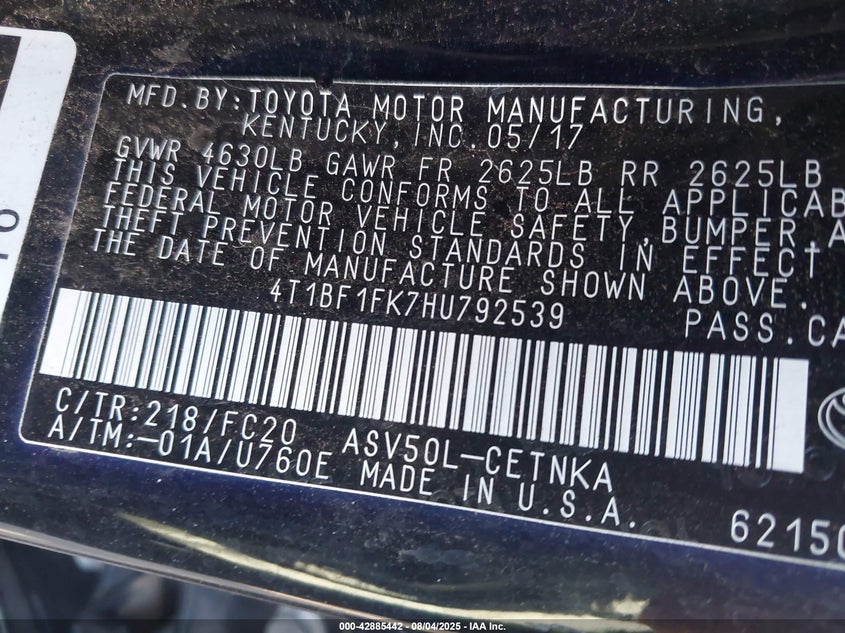 MFD.BY:TOYOTA MOTOR MANUFACTURING,
KENTUCKY,INC.05/17
GVWR 4630LB GAWR FR 2625LB RR 2625LB
THIS VEHICLE CONFORMS TO ALL APPLICAB
FEDERAL MOTOR VEHICLE SAFETY,BUMPER,A
THEFT PREVENTION STANDARDS IN EFFECT
THE DATE OF MANUFACTURE SHOWN ABOVE.
4T1BF1FK7HU792539 PASS.CA
C/TR:218/FC20 ASV50L-CETNKA
A/TM:-01A/U760E MADE IN U.S.A.
62150
000-42885442 - 08/04/2025 - IAA Inc.